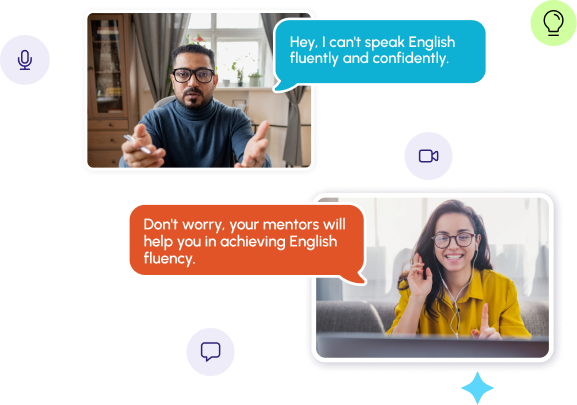 Hey, I can't speak English
fluently and confidently.
Don't worry, your mentors will
help you in achieving English
fluency.